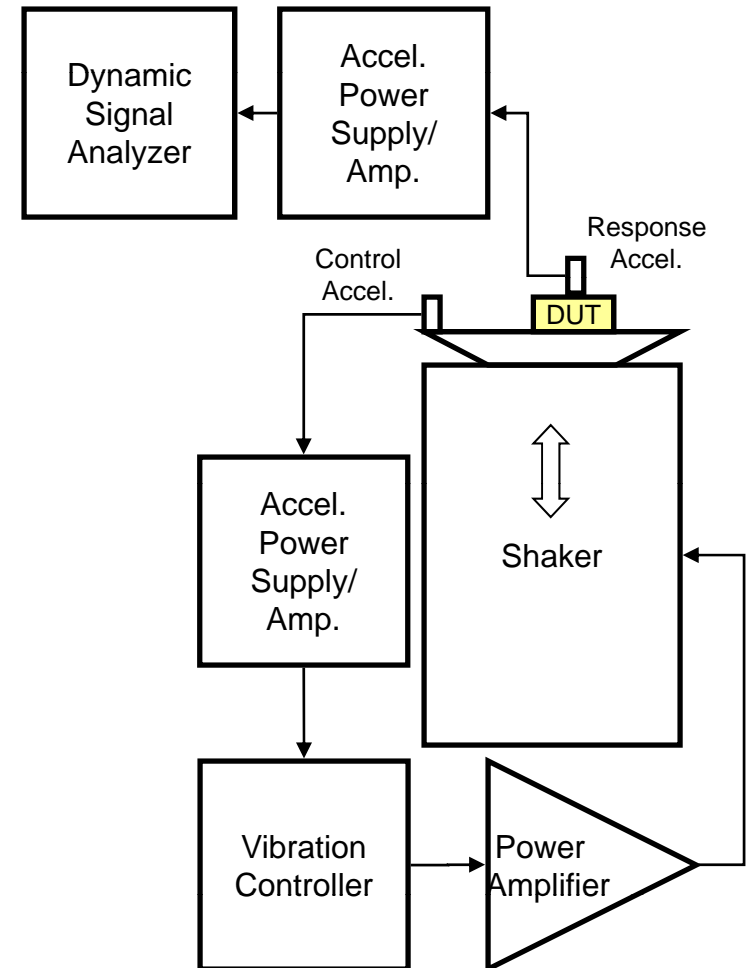 Dynamic
Signal
Analyzer
Accel.
Power
Supply/
Amp.
Response
Accel.
Control
Accel.
DUT
Accel.
Power
Supply/
Amp.
Shaker
Vibration
Controller
Power
Amplifier